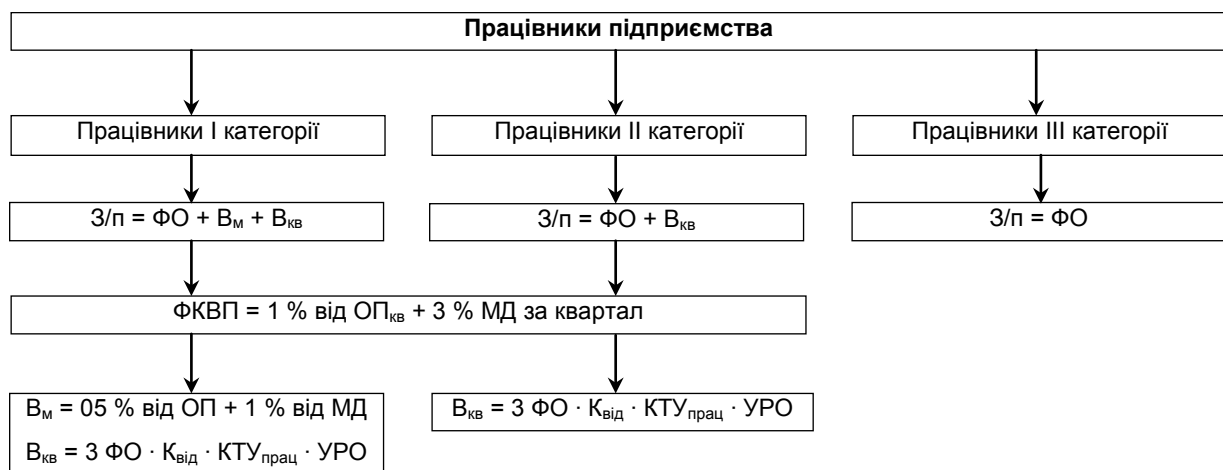 Працівники підприємства
Працівники І категорії
Працівники ІІ категорії
Працівники ІІІ категорії
З/п = ФО + Вм + Вкв
З/п = ФО + Вкв
З/п = ФО
ФКВП = 1 % від ОПкв + 3 % МД за квартал
Вм = 05 % від ОП + 1 % від МД
Вкв = 3 ФО · Квід · КТУпрац · УРО
Вкв = 3 ФО · Квід · КТУпрац · УРО